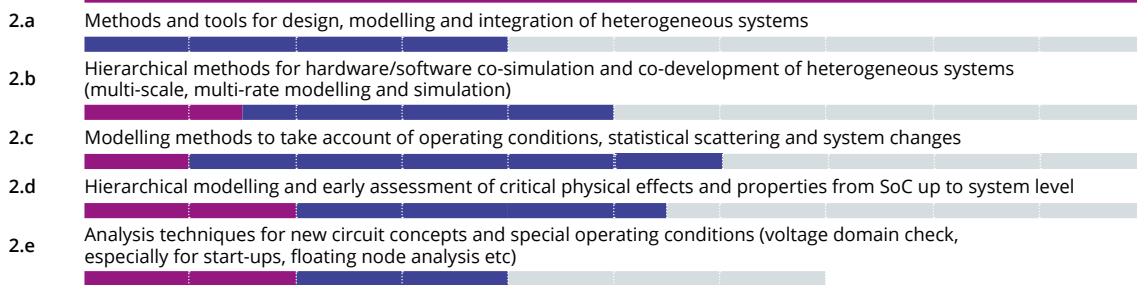 2.a Methods and tools for design, modelling and integration of heterogeneous systems
2.b Hierarchical methods for hardware/software co-simulation and co-development of heterogeneous systems
(multi-scale, multi-rate modelling and simulation)
2.c Modelling methods to take account of operating conditions, statistical scattering and system changes
2.d Hierarchical modelling and early assessment of critical physical effects and properties from SoC up to system level
2.e Analysis techniques for new circuit concepts and special operating conditions (voltage domain check,
especially for start-ups, floating node analysis etc)